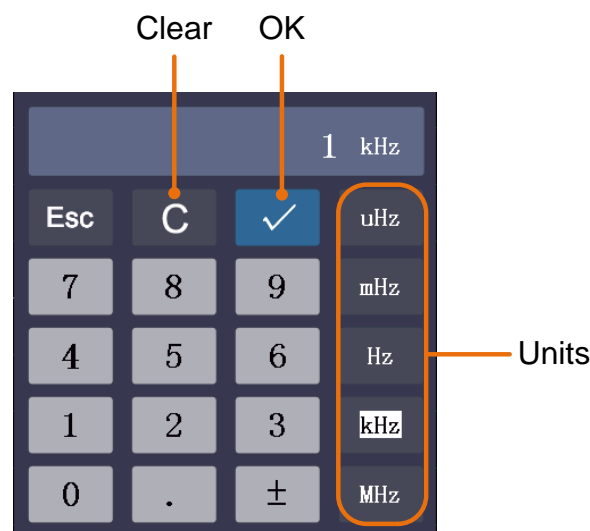 Clear OK
1 kHz
Esc C ✓ uHz
7 8 9 mHz
4 5 6 Hz
Units
1 2 3 kHz
0 . ± MHz